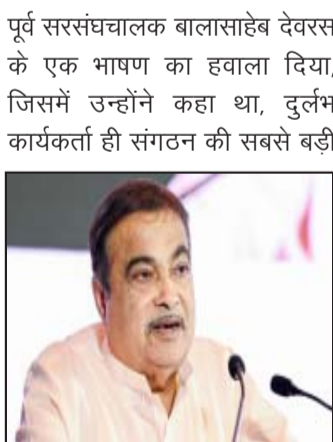 पूर्व सरसंघचालक बालासाहेब देवरस
के एक भाषण का हवाला दिया,
जिसमें उन्होंने कहा था, दुर्लभ
कार्यकर्ता ही संगठन की सबसे बड़ी